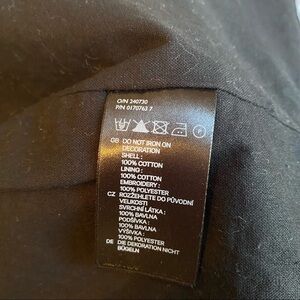 O/N 240730
P/N 0170763 7
GB DO NOT IRON ON
DECORATION
SHELL:
100% COTTON
LINING:
100% COTTON
EMBROIDERY:
100% POLYESTER
CZ ROZŽEHLETE DO PŮVODNÍ
VELIKOSTI
SVRCHNÍ LÁTKA:
100% BAVLNA
PODŠÍVKA:
100% BAVLNA
VÝŠIVKA:
100% POLYESTER
DE DIE DEKORATION NICHT
BÜGELN